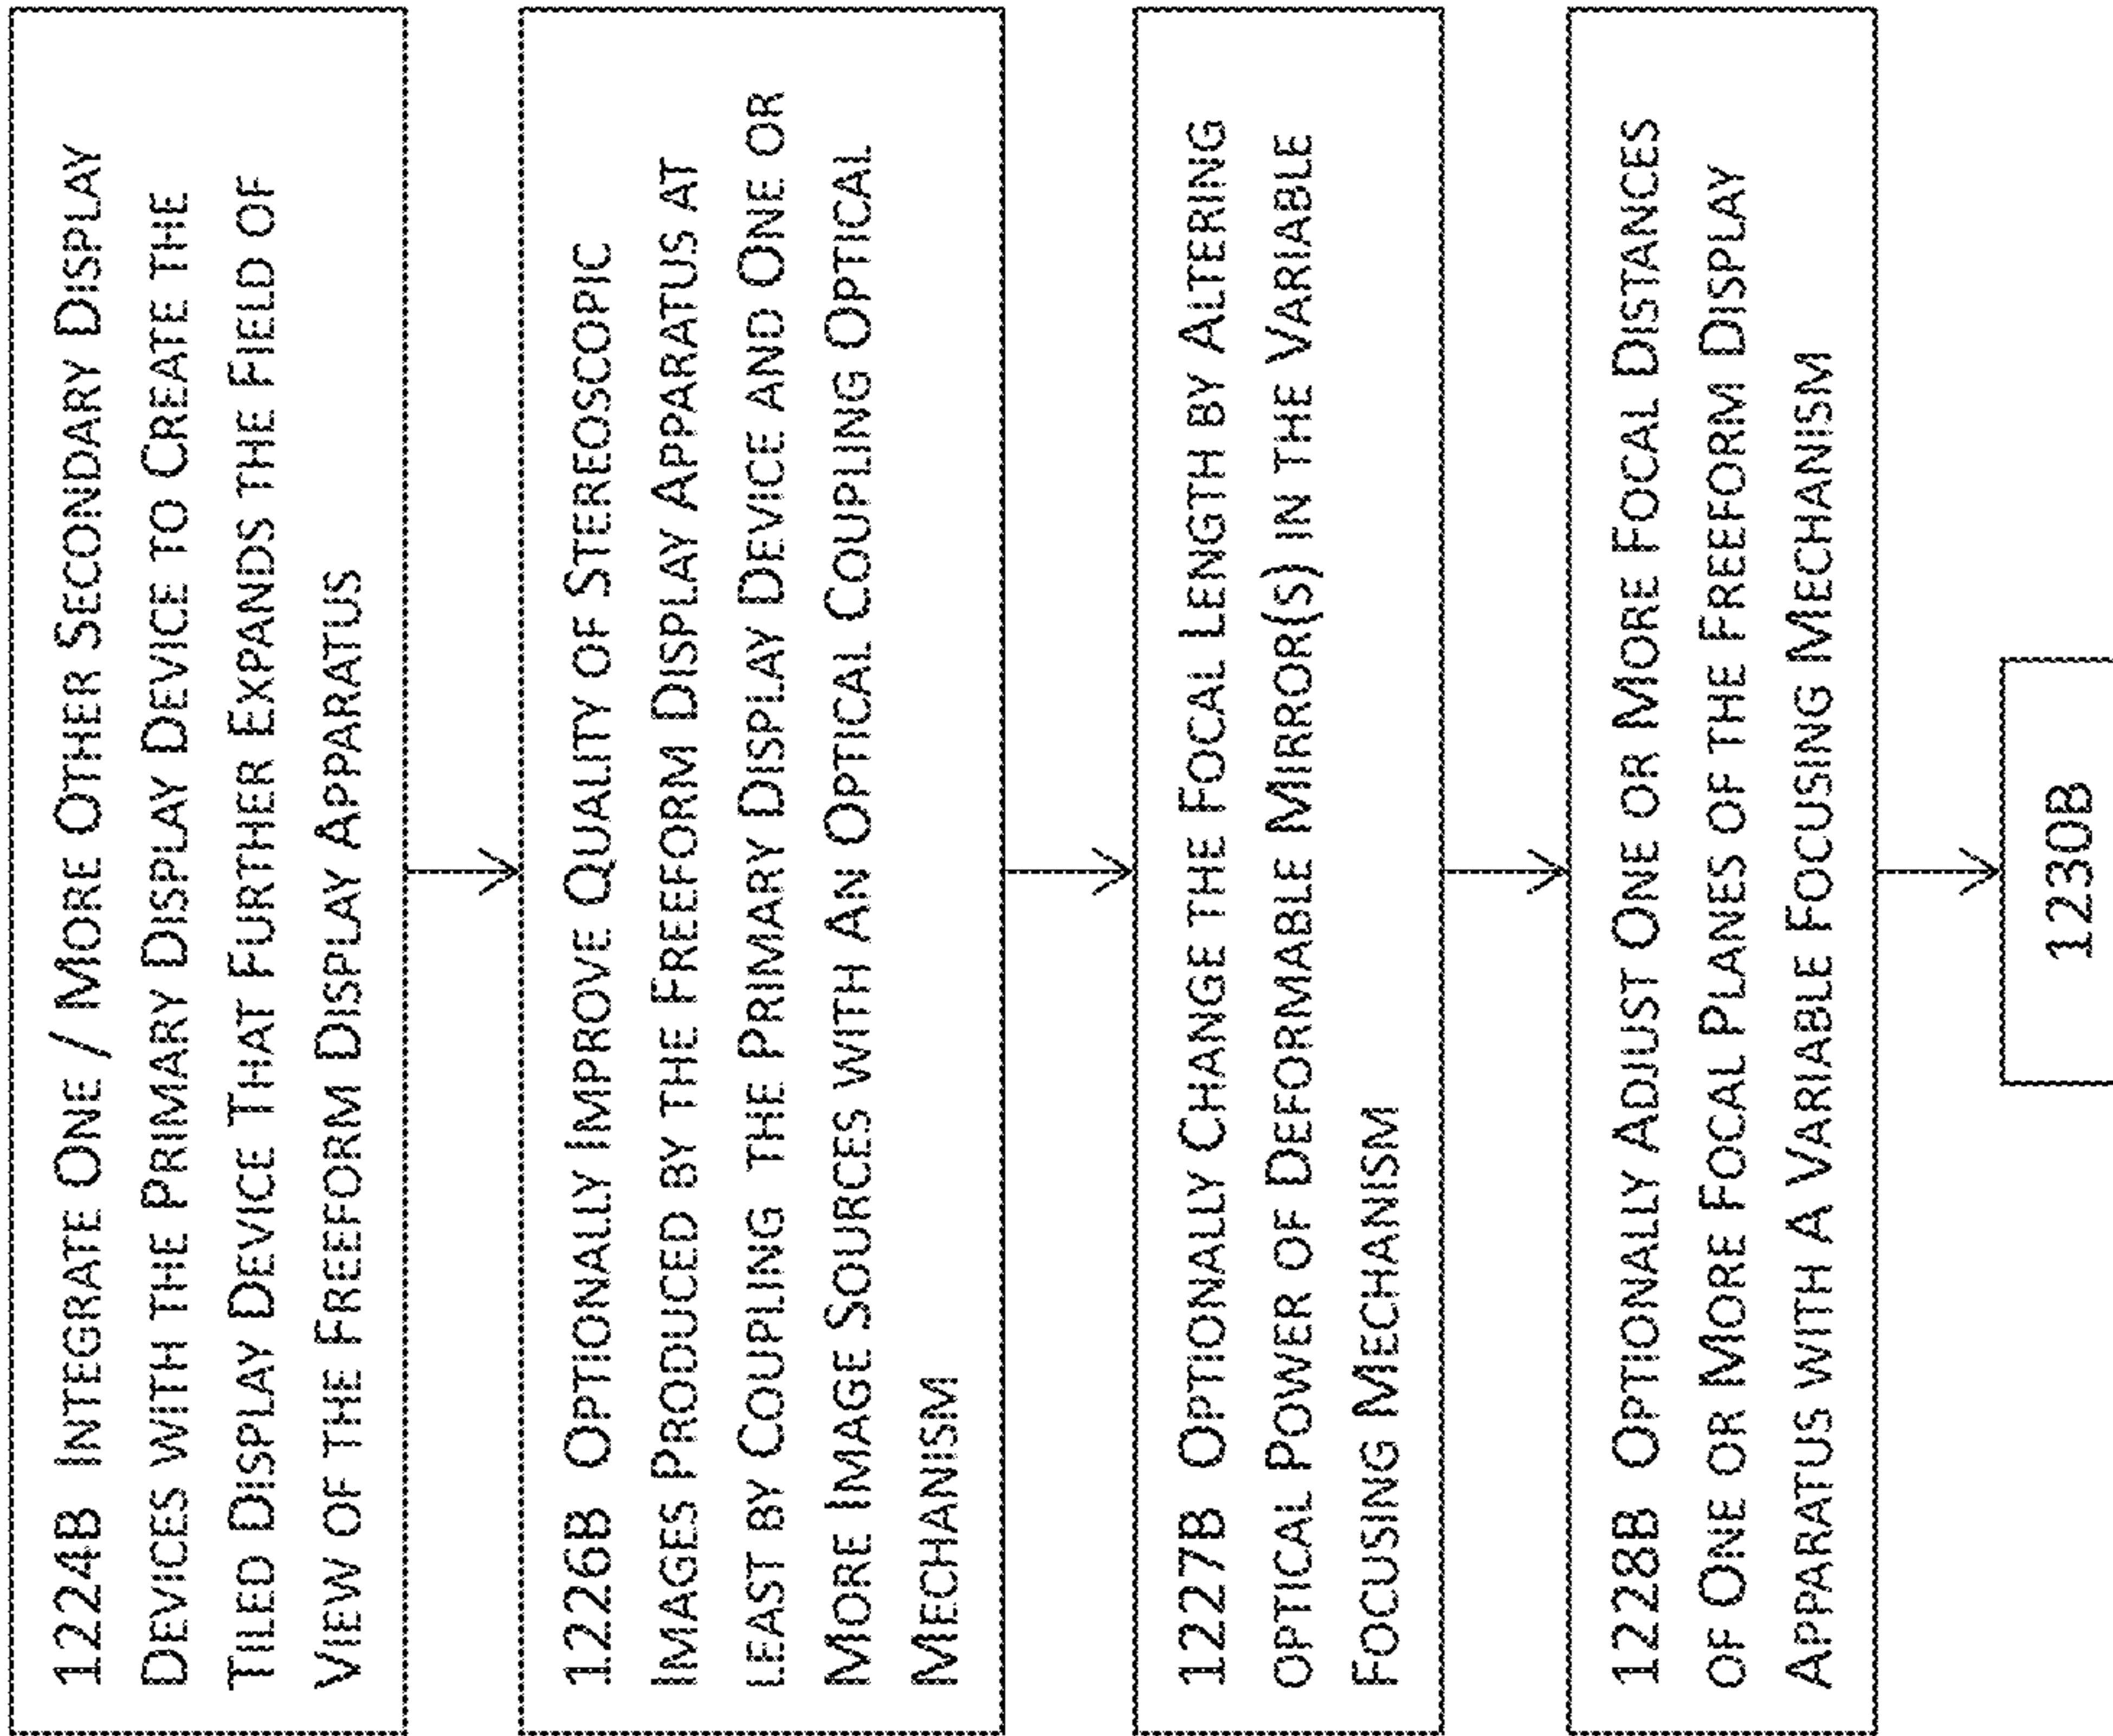 1224B Integrate One / More Other Secondary Display
Devices with the Primary Display Device to Create the
Tiled Display Device That Further Expands the Field of
View of the Freeform Display Apparatus
1226B Optionally Improve Quality of Stereoscopic
Images Produced by the Freeform Display Apparatus at
least by Coupling the Primary Display Device and One or
More Image Sources with An Optical Coupling Optical
Mechanism
1227B Optionally Change the Focal Length by Altering
optical Power of Deformable Mirror(s) in the Variable
Focusing Mechanism
1228B Optionally Adjust One or More Focal Distances
of One or More Focal Planes of the Freeform Display
Apparatus with A Variable Focusing Mechanism
1230B